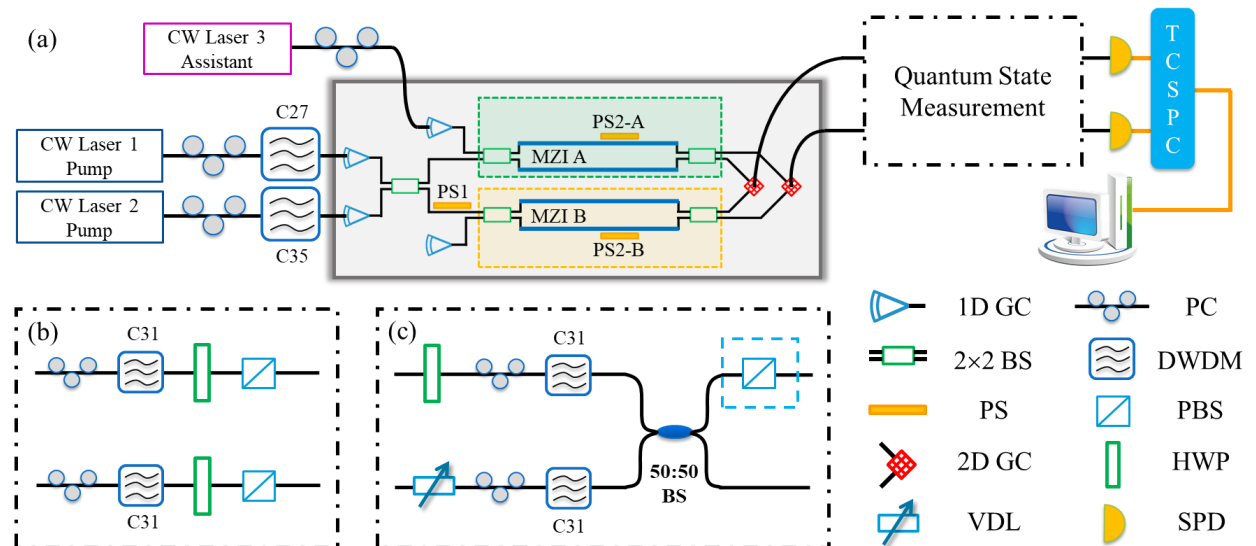 (a)
CW Laser 3
Assistant
C27
CW Laser 1
Pump
CW Laser 2
Pump
C35
PS1
PS2-A
MZI A
MZI B
PS2-B
Quantum State
Measurement
T
C
S
P
C
(b)
C31
C31
(c)
C31
C31
50:50
BS
1D GC
PC
2×2 BS
DWDM
PS
PBS
2D GC
HWP
VDL
SPD